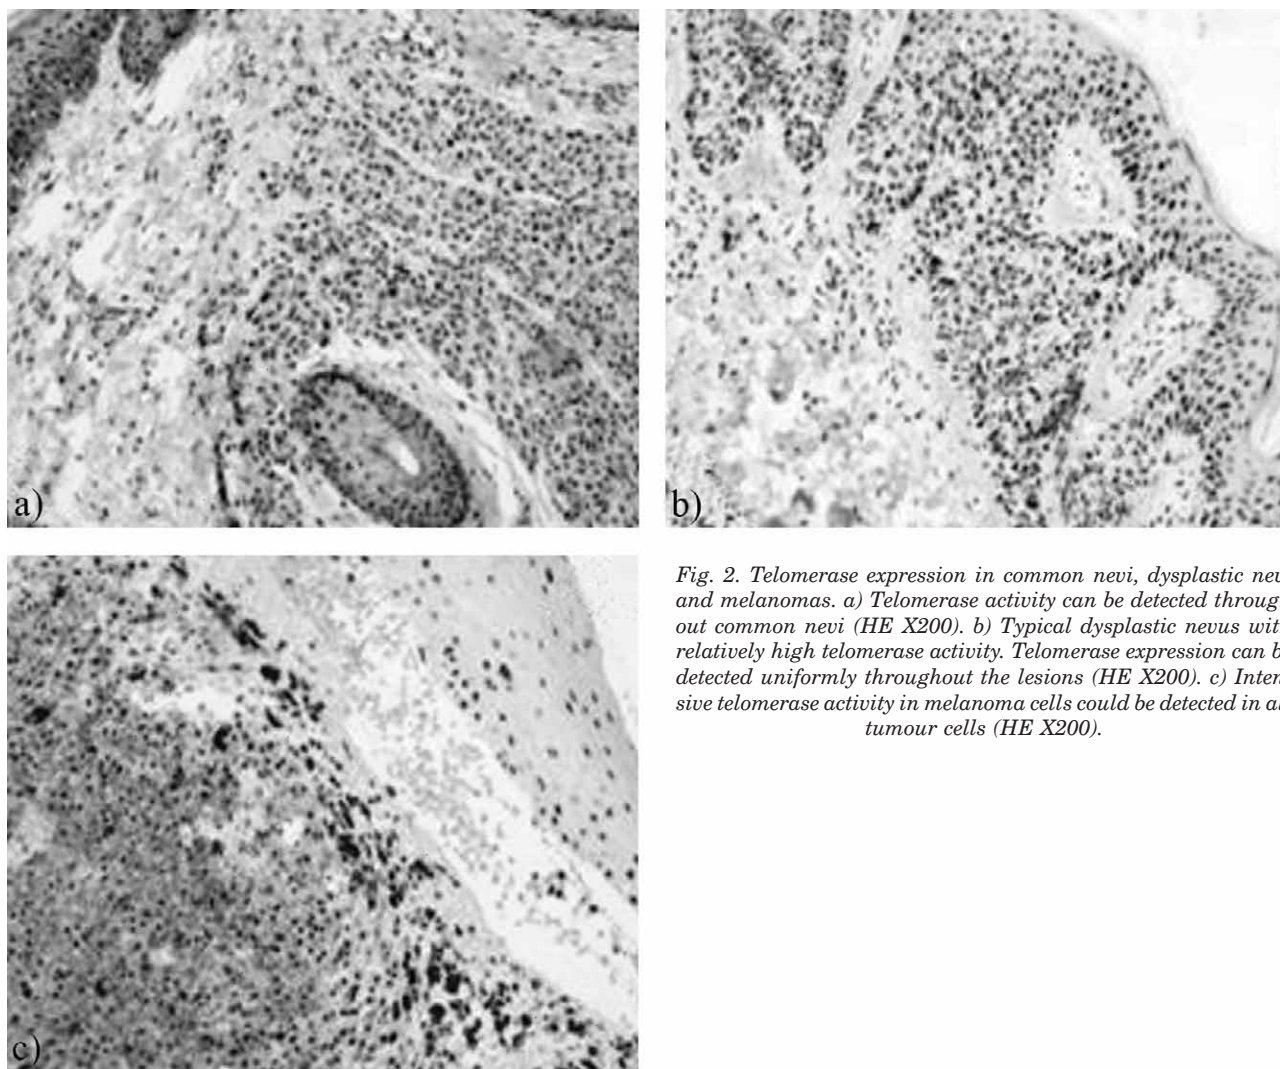 a)
b)
c)
Fig. 2. Telomerase expression in common nevi, dysplastic nev
and melanomas. a) Telomerase activity can be detected throug
out common nevi (HE X200). b) Typical dysplastic nevus wit
relatively high telomerase activity. Telomerase expression can b
detected uniformly throughout the lesions (HE X200). c) Inten-
sive telomerase activity in melanoma cells could be detected in al
tumour cells (HE X200).